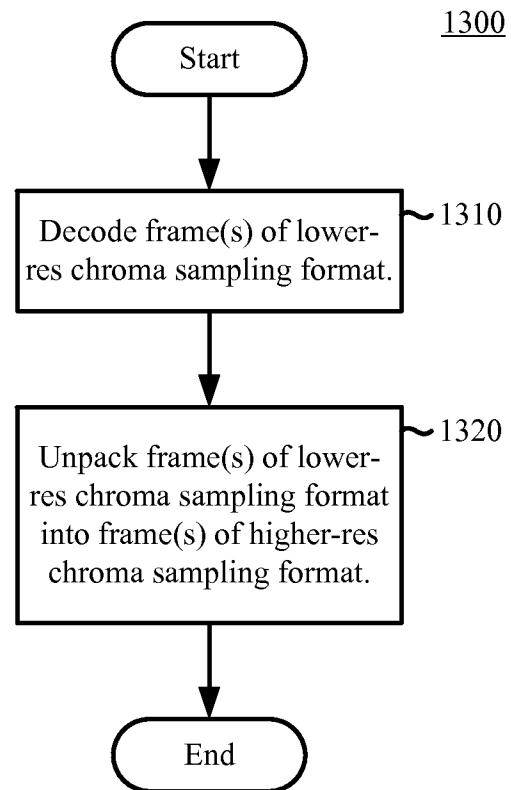 1300
Start
Decode frame(s) of lower-
res chroma sampling format.
1310
Unpack frame(s) of lower-
res chroma sampling format
into frame(s) of higher-res
chroma sampling format.
1320
End